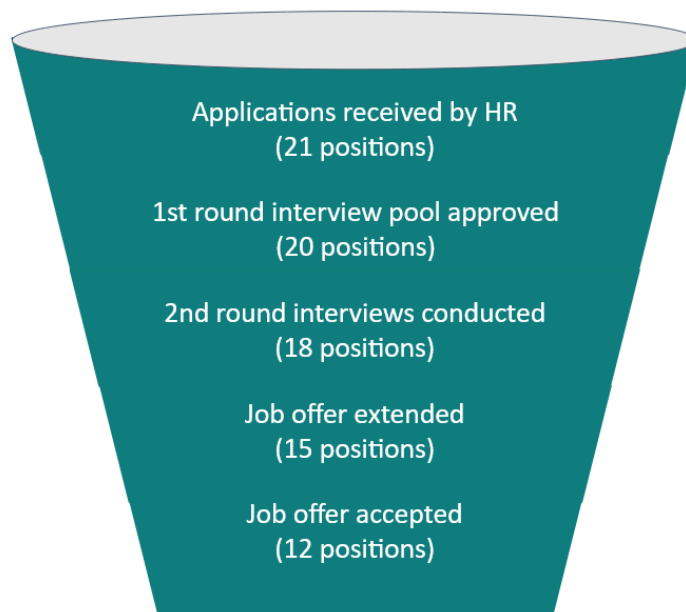 Applications received by HR
(21 positions)
1st round interview pool approved
(20 positions)
2nd round interviews conducted
(18 positions)
Job offer extended
(15 positions)
Job offer accepted
(12 positions)